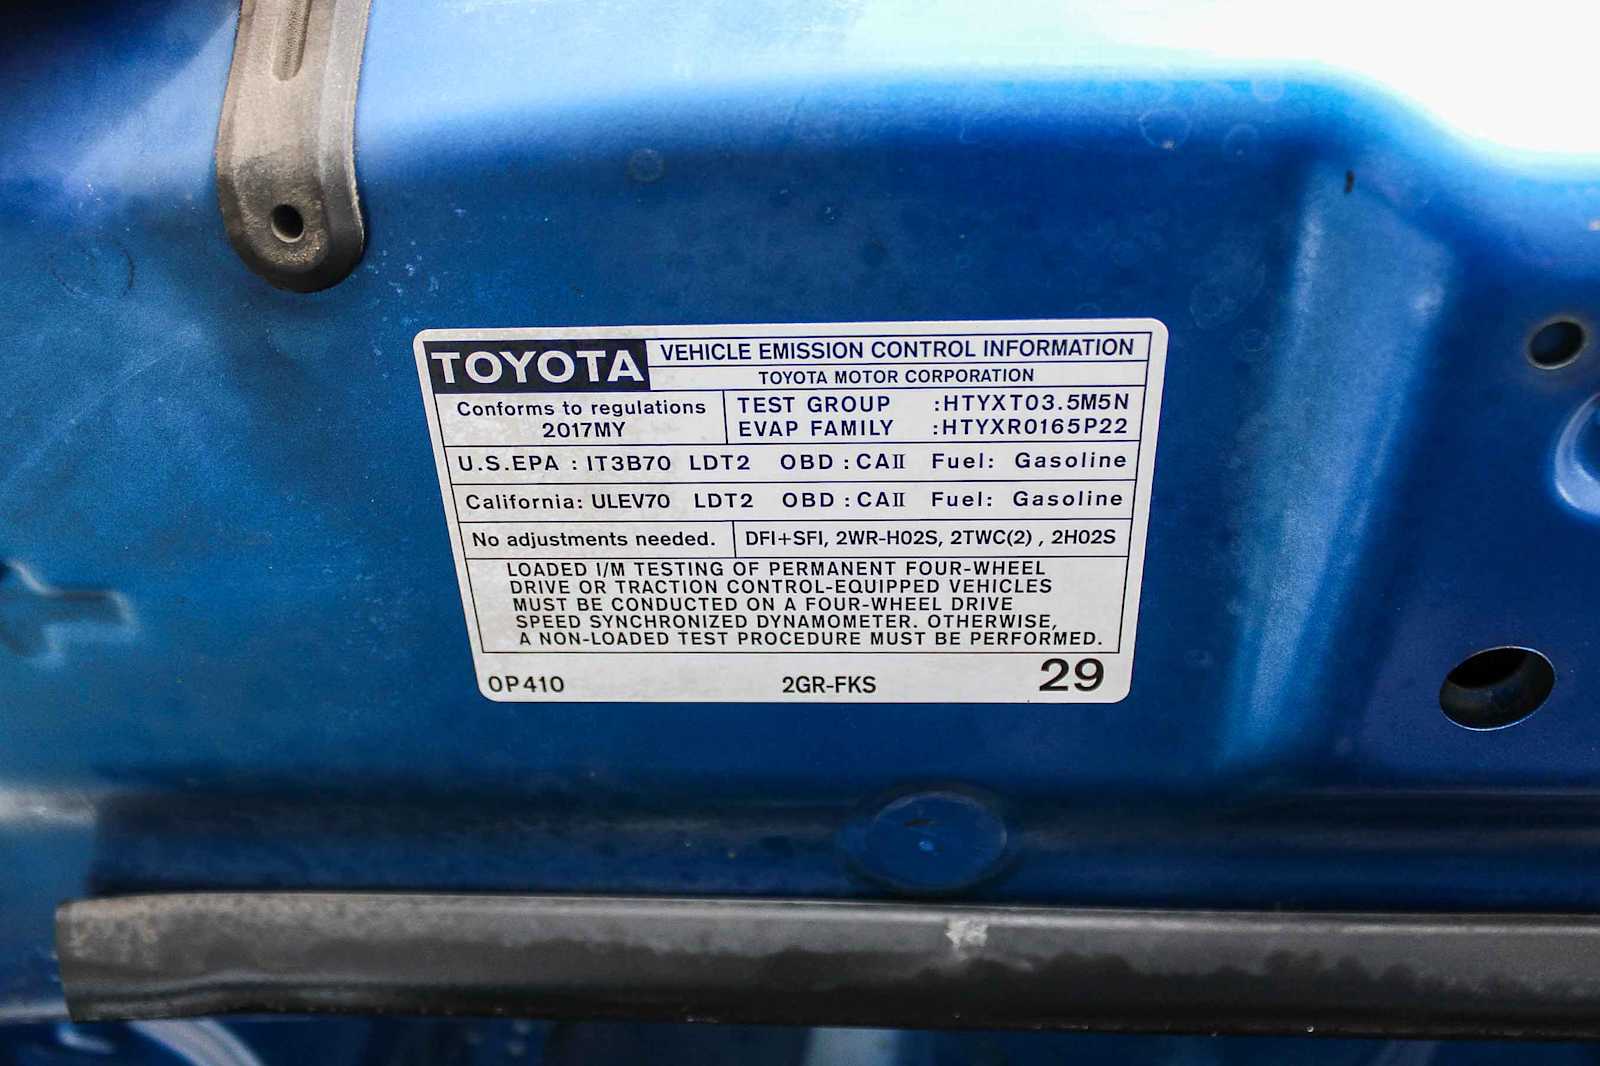 TOYOTA VEHICLE EMISSION CONTROL INFORMATION
TOYOTA MOTOR CORPORATION
Conforms to regulations
2017MY
TEST GROUP :HTYXT03.5M5N
EVAP FAMILY :HTYXR0165P22
U.S.EPA : IT3B70 LDT2 OBD : CAII Fuel: Gasoline
California: ULEV70 LDT2 OBD : CAII Fuel: Gasoline
No adjustments needed. DFI+SFI, 2WR-HO2S, 2TWC(2) , 2HO2S
LOADED I/M TESTING OF PERMANENT FOUR-WHEEL
DRIVE OR TRACTION CONTROL-EQUIPPED VEHICLES
MUST BE CONDUCTED ON A FOUR-WHEEL DRIVE
SPEED SYNCHRONIZED DYNAMOMETER. OTHERWISE,
A NON-LOADED TEST PROCEDURE MUST BE PERFORMED.
0P410 2GR-FKS 29